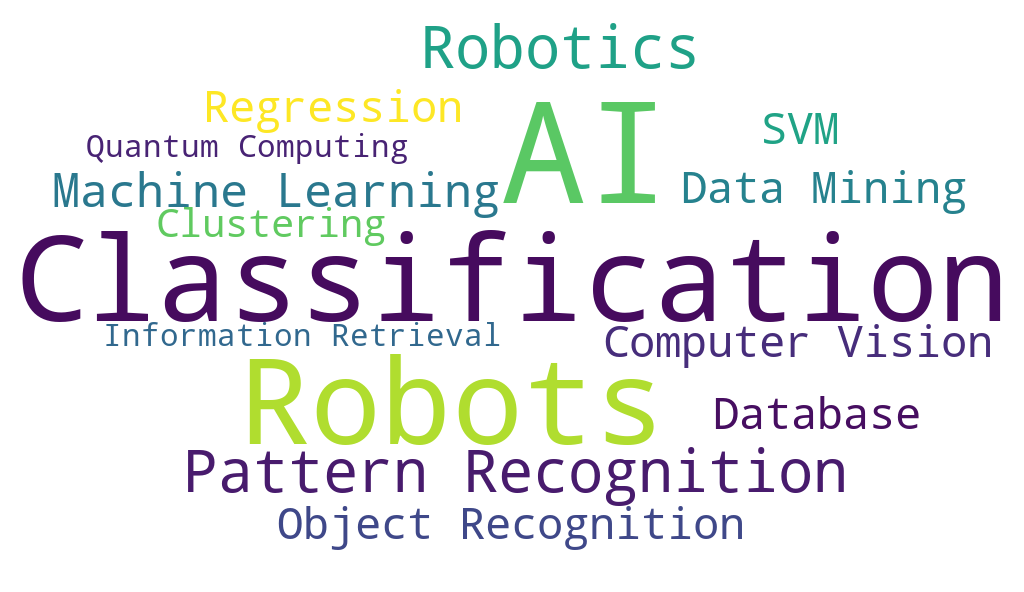 Robotics
AI
Regression
SVM
Quantum Computing
Machine Learning
Data Mining
Clustering
Classification
Information Retrieval
Computer Vision
Robots
Database
Pattern Recognition
Object Recognition